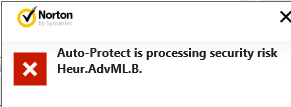 Norton
by Symantec
Auto-Protect is processing security risk
Heur.AdvML.B.